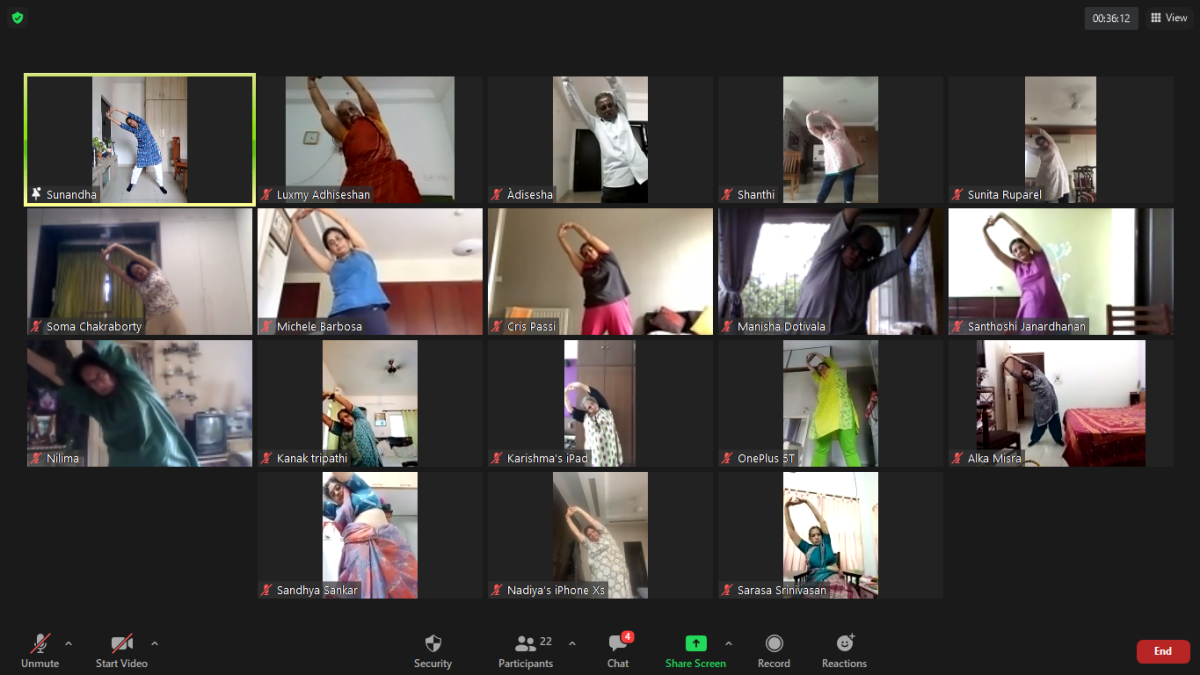 00:36:12 View
Sunandha
Luxmy Adhiseshan
Àdisesha
Shanthi
Sunita Ruparel
Soma Chakraborty
Michele Barbosa
Cris Passi
Manisha Dotivala
Santhoshi Janardhanan
Nilima
Kanak tripathi
Karishma's iPad
OnePlus 5T
Alka Misra
Sandhya Sankar
Nadiya's iPhone Xs
Sarasa Srinivasan
22
4
Unmute
Start Video
Security
Participants
Chat
Share Screen
Record
Reactions
End